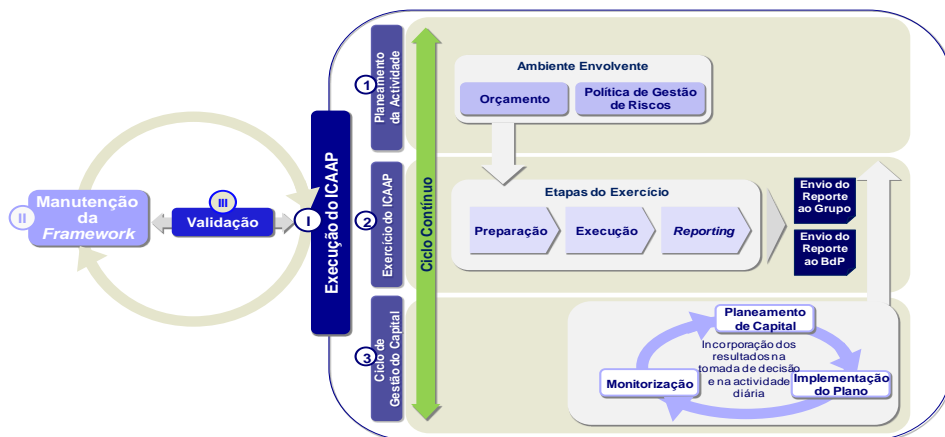 II
Manutenção
da
Framework
III
Validação
I
Execução do ICAAP
1
Planeamento
da Actividade
2
Exercício do ICAAP
3
Ciclo de
Gestão do Capital
Ciclo Contínuo
Ambiente Envolvente
Orçamento
Política de Gestão
de Riscos
Etapas do Exercício
Preparação
Execução
Reporting
Envio do
Reporte
ao Grupo
Envio do
Reporte
ao BdP
Planeamento
de Capital
Incorporação dos
resultados na
tomada de decisão
e na actividade
diária
Monitorização
Implementação
do Plano